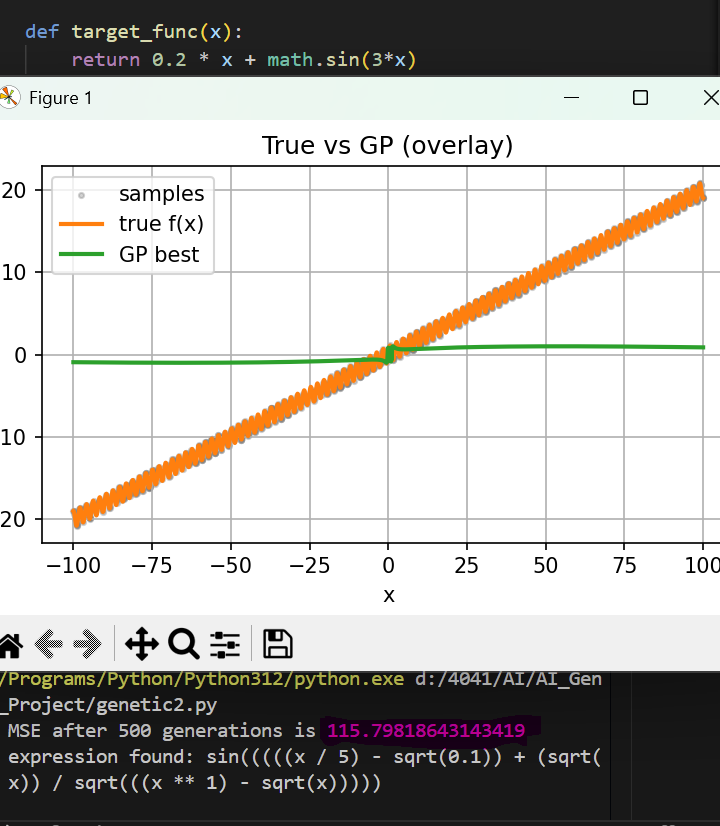 def target_func(x):
return 0.2 * x + math.sin(3*x)
Figure 1
True vs GP (overlay)
samples
true f(x)
GP best
20
10
0
10
20
−100
−75
−50
−25
0
25
50
75
100
x
/Programs/Python/Python312/python.exe d:/4041/AI/AI_Gen
_Project/genetic2.py
MSE after 500 generations is 115.79818643143419
expression found: sin(((((x / 5) - sqrt(0.1)) + (sqrt(
x)) / sqrt(((x ** 1) - sqrt(x)))))